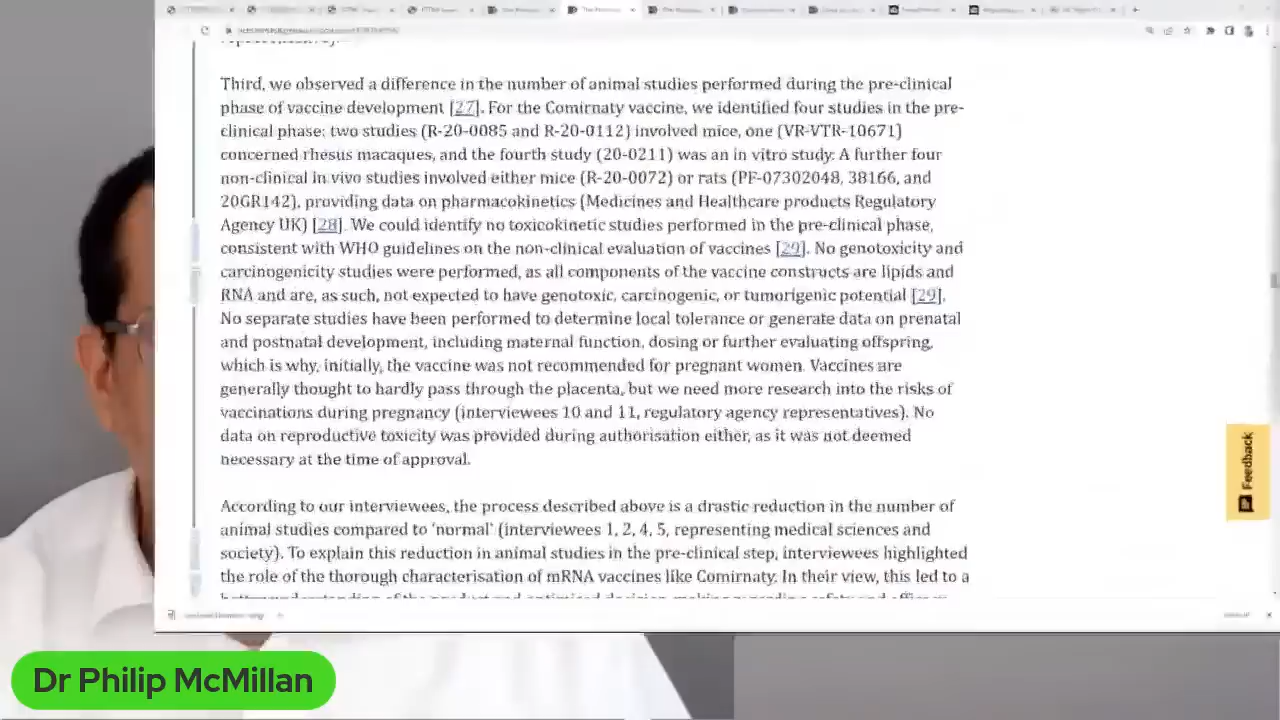 Third, we observed a difference in the number of animal studies performed during the pre-clinical
phase of vaccine development [27]. For the Comirnaty vaccine, we identified four studies in the pre-
clinical phase: two studies (R-20-0085 and R-20-0112) involved mice, one (VR-VTR-10671)
concerned rhesus macaques, and the fourth study (20-0211) was an in vitro study. A further four
non-clinical in vivo studies involved either mice (R-20-0072) or rats (PF-07302048, 38166, and
20GR142), providing data on pharmacokinetics (Medicines and Healthcare products Regulatory
Agency UK) [28]. We could identify no toxicokinetic studies performed in the pre-clinical phase,
consistent with WHO guidelines on the non-clinical evaluation of vaccines [29]. No genotoxicity and
carcinogenicity studies were performed, as all components of the vaccine constructs are lipids and
RNA and are, as such, not expected to have genotoxic, carcinogenic, or tumorigenic potential [29].
No separate studies have been performed to determine local tolerance or generate data on prenatal
and postnatal development, including maternal function, dosing or further evaluating offspring,
which is why, initially, the vaccine was not recommended for pregnant women. Vaccines are
generally thought to hardly pass through the placenta, but we need more research into the risks of
vaccinations during pregnancy (interviewees 10 and 11, regulatory agency representatives). No
data on reproductive toxicity was provided during authorisation either, as it was not deemed
necessary at the time of approval.
According to our interviewees, the process described above is a drastic reduction in the number of
animal studies compared to 'normal' (interviewees 1, 2, 4, 5, representing medical sciences and
society). To explain this reduction in animal studies in the pre-clinical step, interviewees highlighted
the role of the thorough characterisation of mRNA vaccines like Comirnaty. In their view, this led to a
Feedback
Dr Philip McMillan